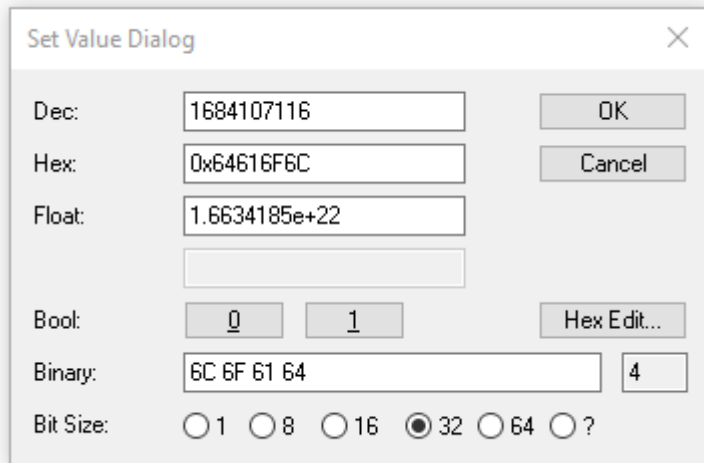 Set Value Dialog
Dec: 1684107116 OK
Hex: 0x64616F6C Cancel
Float: 1.6634185e+22
Bool: 0 1 Hex Edit...
Binary: 6C 6F 61 64 4
Bit Size: 1 8 16 32 64 ?